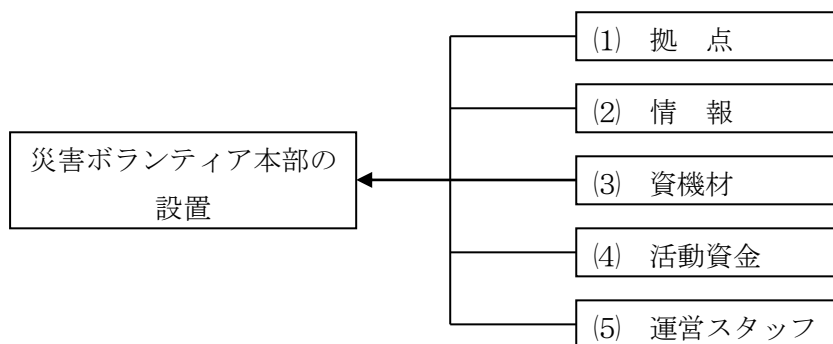 災害ボランティア本部の
設置
⑴　拠　点
⑵　情　報
⑶　資機材
⑷　活動資金
⑸　運営スタッフ